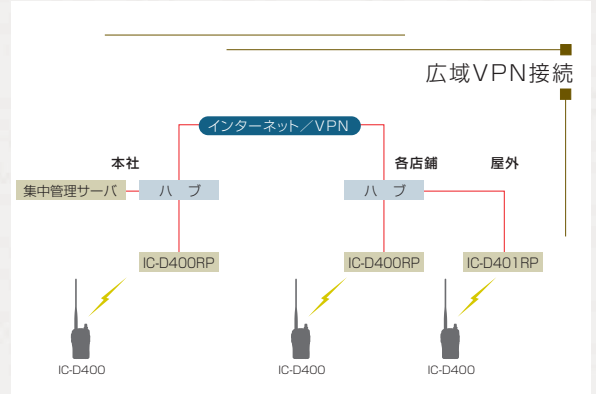 広域VPN接続
インターネット／VPN
本社
各店舗
屋外
集中管理サーバ
ハブ
ハブ
IC-D400RP
IC-D400RP
IC-D401RP
IC-D400
IC-D400
IC-D400